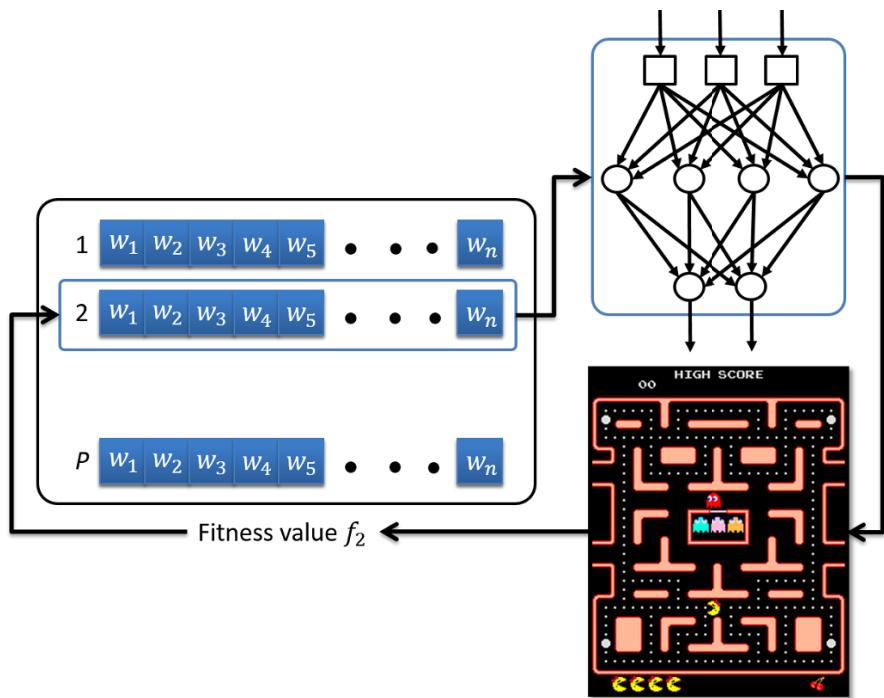 1 w₁ w₂ w₃ w₄ w₅ • • • wₙ
2 w₁ w₂ w₃ w₄ w₅ • • • wₙ
P w₁ w₂ w₃ w₄ w₅ • • • wₙ
Fitness value f₂
HIGH SCORE
00